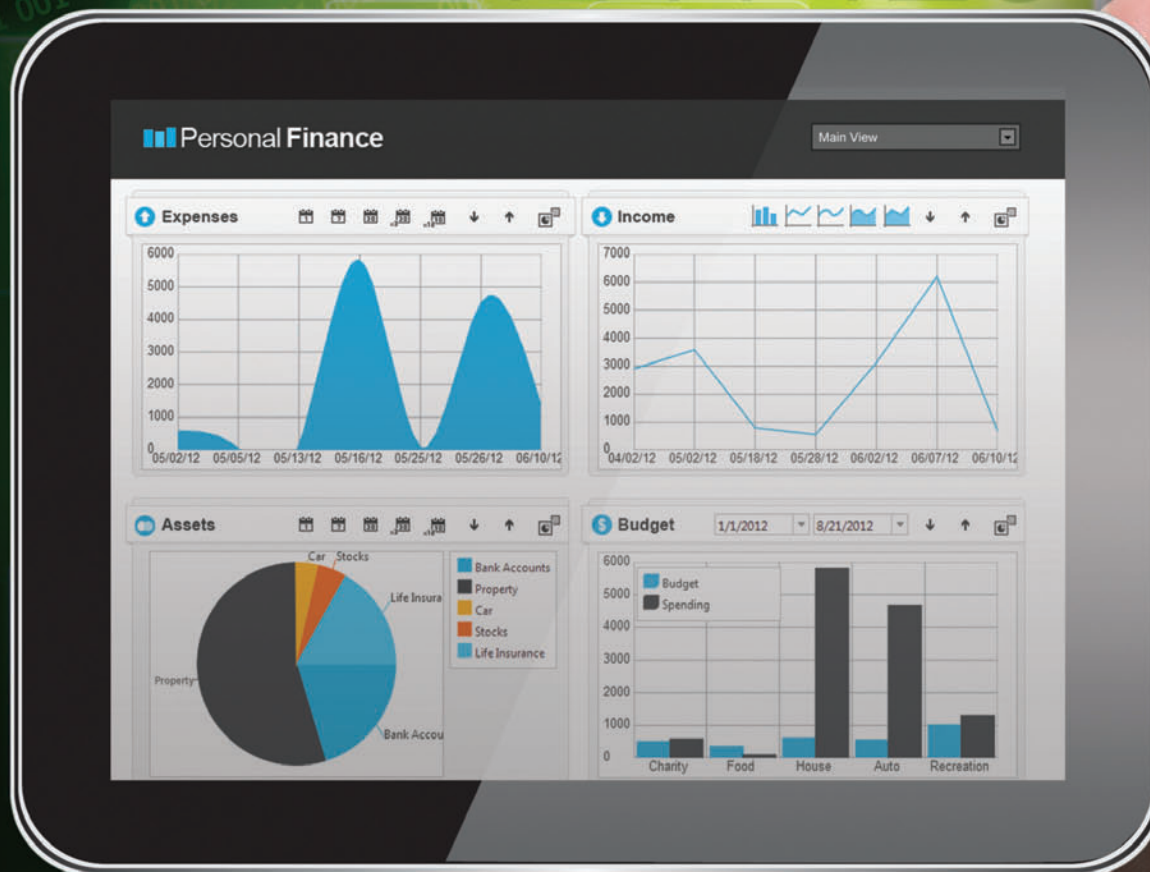 001
Personal Finance
Main View
Expenses
6000
5000
4000
3000
2000
1000
0
05/02/12 05/05/12 05/13/12 05/16/12 05/25/12 05/26/12 06/10/12
Income
7000
6000
5000
4000
3000
2000
1000
0
04/02/12 05/02/12 05/18/12 05/28/12 06/02/12 06/07/12 06/10/12
Assets
Car Stocks
Life Insura
Property
Bank Accou
Bank Accounts
Property
Car
Stocks
Life Insurance
$ Budget 1/1/2012 8/21/2012
6000
5000
4000
3000
2000
1000
0
Budget
Spending
Charity Food House Auto Recreation